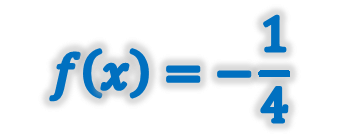 f(x) = -1/4